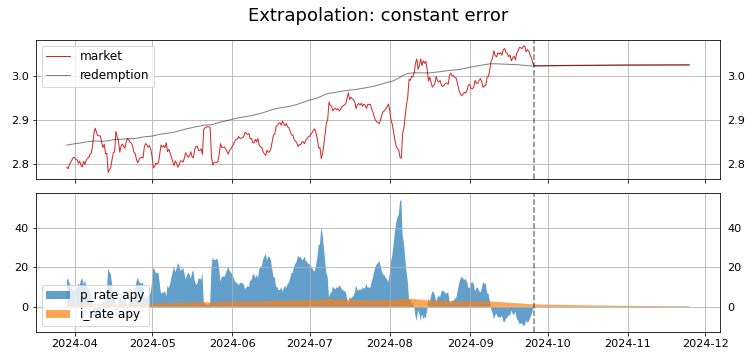 Extrapolation: constant error
market
redemption
3.0 3.0
2.9 2.9
2.8 2.8
40 40
20 20
0 0
p_rate apy
i_rate apy
2024-04 2024-05 2024-06 2024-07 2024-08 2024-09 2024-10 2024-11 2024-12